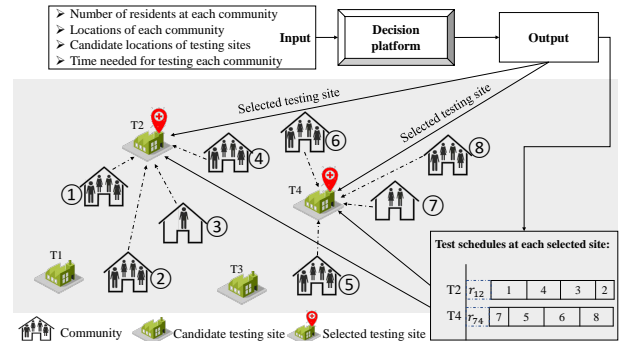 ➢ Number of residents at each community
➢ Locations of each community
➢ Candidate locations of testing sites
➢ Time needed for testing each community
Input
Decision
platform
Output
Selected testing site
Selected testing site
T2
T4
T1
T3
①
②
③
④
⑤
⑥
⑦
⑧
Test schedules at each selected site:
T2 r₁₂ 1 4 3 2
T4 r₇₄ 7 5 6 8
Community
Candidate testing site
Selected testing site